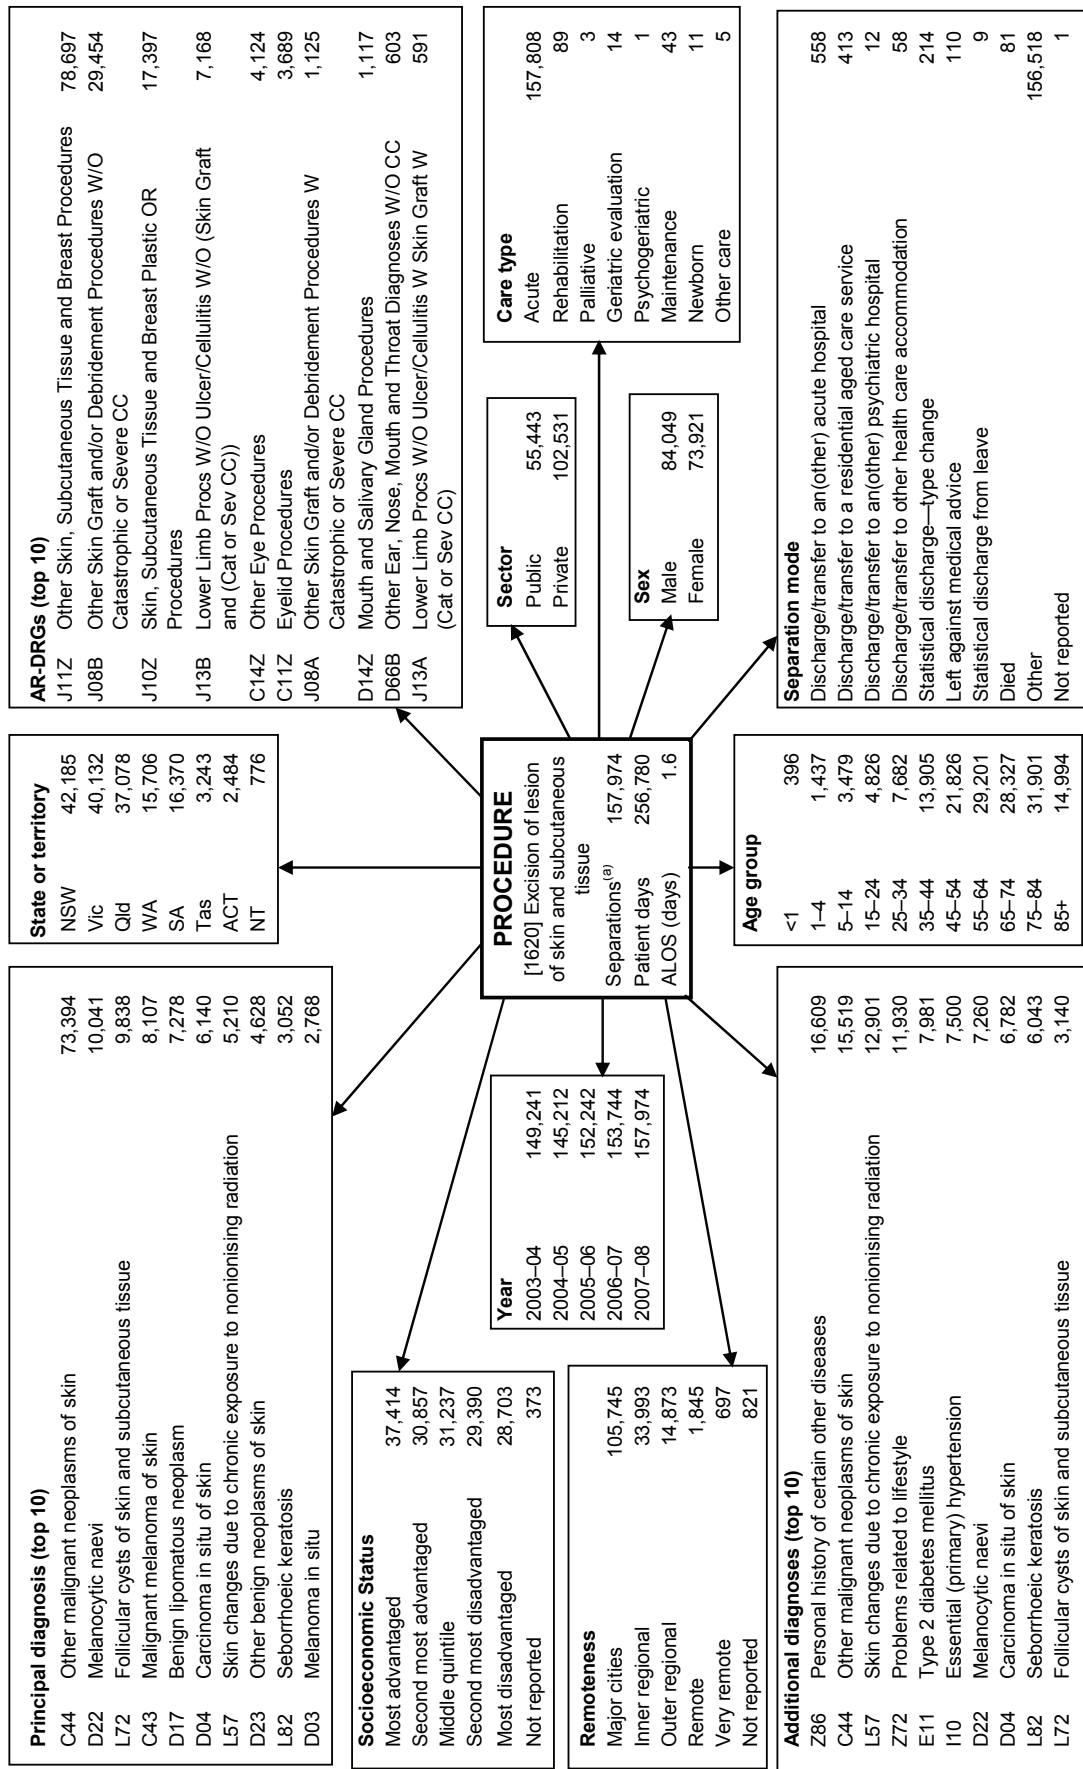 Principal diagnosis (top 10)
C44 Other malignant neoplasms of skin 73,394
D22 Melanocytic naevi 10,041
L72 Follicular cysts of skin and subcutaneous tissue 9,838
C43 Malignant melanoma of skin 8,107
D17 Benign lipomatous neoplasm 7,278
D04 Carcinoma in situ of skin 6,140
L57 Skin changes due to chronic exposure to nonionising radiation 5,210
D23 Other benign neoplasms of skin 4,628
L82 Seborrhoeic keratosis 3,052
D03 Melanoma in situ 2,768
State or territory
NSW 42,185
Vic 40,132
Qld 37,078
WA 15,706
SA 16,370
Tas 3,243
ACT 2,484
NT 776
AR-DRGs (top 10)
J11Z Other Skin, Subcutaneous Tissue and Breast Procedures 78,697
J08B Other Skin Graft and/or Debridement Procedures W/O 29,454
Catastrophic or Severe CC
J10Z Skin, Subcutaneous Tissue and Breast Plastic OR 17,397
Procedures
J13B Lower Limb Procs W/O Ulcer/Cellulitis W/O (Skin Graft 7,168
and (Cat or Sev CC))
C14Z Other Eye Procedures 4,124
C11Z Eyelid Procedures 3,689
J08A Other Skin Graft and/or Debridement Procedures W 1,125
Catastrophic or Severe CC
D14Z Mouth and Salivary Gland Procedures 1,117
D66B Other Ear, Nose, Mouth and Throat Diagnoses W/O CC 603
J13A Lower Limb Procs W/O Ulcer/Cellulitis W Skin Graft W 591
(Cat or Sev CC)
Socioeconomic Status
Most advantaged 37,414
Second most advantaged 30,857
Middle quintile 31,237
Second most disadvantaged 29,390
Most disadvantaged 28,703
Not reported 373
Year
2003–04 149,241
2004–05 145,212
2005–06 152,242
2006–07 153,744
2007–08 157,974
PROCEDURE
[1620] Excision of lesion
of skin and subcutaneous
tissue
Separations(a) 157,974
Patient days 256,780
ALOS (days) 1.6
Sector
Public 55,443
Private 102,531
Sex
Male 84,049
Female 73,921
Care type
Acute 157,808
Rehabilitation 89
Palliative 3
Geriatric evaluation 14
Psychogeriatric 1
Maintenance 43
Newborn 11
Other care 5
Remoteness
Major cities 105,745
Inner regional 33,993
Outer regional 14,873
Remote 1,845
Very remote 697
Not reported 821
Additional diagnoses (top 10)
Z86 Personal history of certain other diseases 16,609
C44 Other malignant neoplasms of skin 15,519
L57 Skin changes due to chronic exposure to nonionising radiation 12,901
Z72 Problems related to lifestyle 11,930
E11 Type 2 diabetes mellitus 7,981
I10 Essential (primary) hypertension 7,500
D22 Melanocytic naevi 7,260
D04 Carcinoma in situ of skin 6,782
L82 Seborrhoeic keratosis 6,043
L72 Follicular cysts of skin and subcutaneous tissue 3,140
Age group
<1 396
1–4 1,437
5–14 3,479
15–24 4,826
25–34 7,682
35–44 13,905
45–54 21,826
55–64 29,201
65–74 28,327
75–84 31,901
85+ 14,994
Separation mode
Discharge/transfer to an(other) acute hospital 558
Discharge/transfer to a residential aged care service 413
Discharge/transfer to an(other) psychiatric hospital 12
Discharge/transfer to other health care accommodation 58
Statistical discharge—type change 214
Left against medical advice 110
Statistical discharge from leave 9
Died 81
Other 156,518
Not reported 1